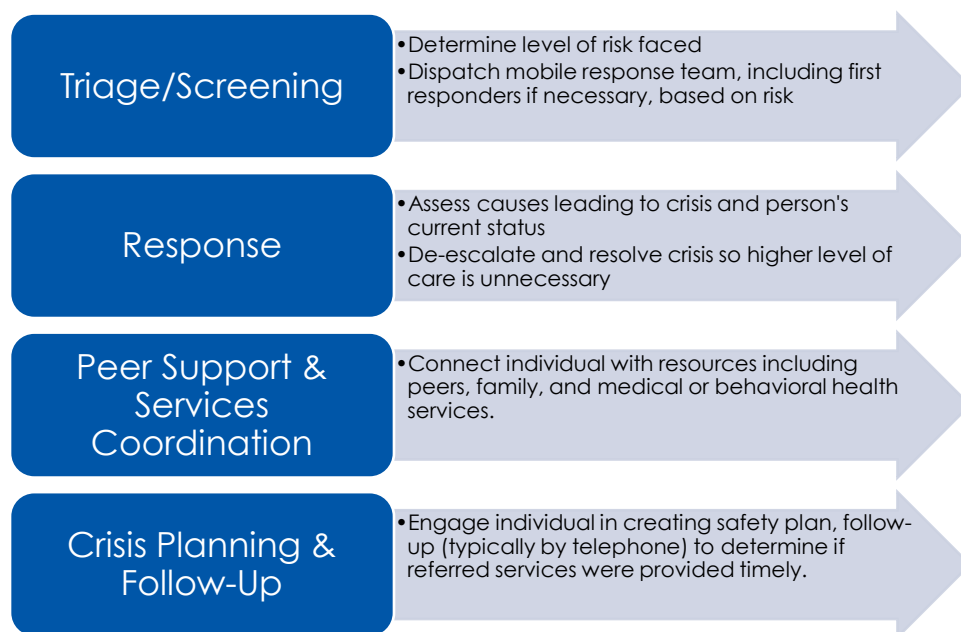 Triage/Screening
•Determine level of risk faced
•Dispatch mobile response team, including first
responders if necessary, based on risk
Response
•Assess causes leading to crisis and person's
current status
•De-escalate and resolve crisis so higher level of
care is unnecessary
Peer Support &
Services
Coordination
•Connect individual with resources including
peers, family, and medical or behavioral health
services.
Crisis Planning &
Follow-Up
•Engage individual in creating safety plan, follow-
up (typically by telephone) to determine if
referred services were provided timely.